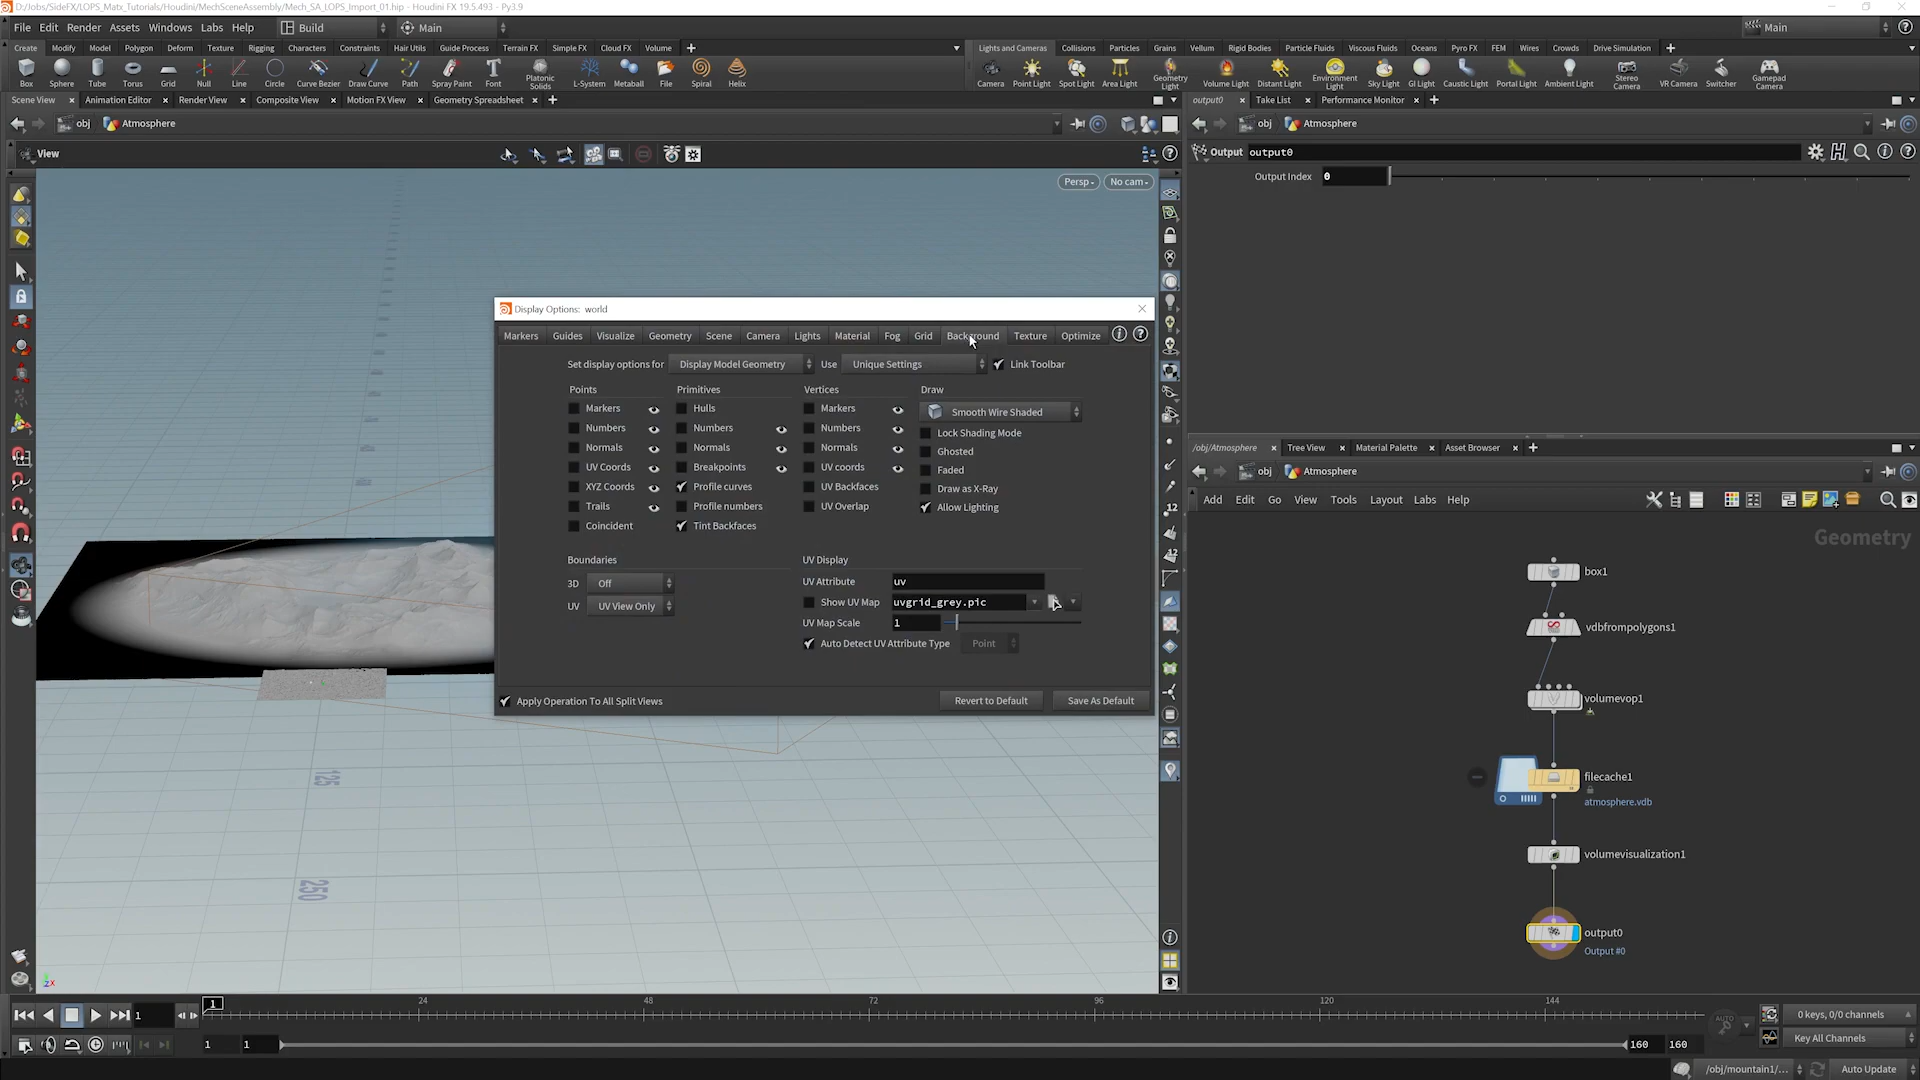 D:/Jobs/SideFX/LOPS_Matx_Tutorials/Houdini/MechSceneAssembly/Mech_SA_LOPS_Import_01.hip - Houdini FX 19.5.493 - Py3.9
File Edit Render Assets Windows Labs Help Build Main Main
Create Modify Model Polygon Deform Texture Rigging Characters Constraints Hair Utils Guide Process Terrain FX Simple FX Cloud FX Volume
Lights and Cameras Collisions Particles Grains Vellum Rigid Bodies Particle Fluids Viscous Fluids Oceans Pyro FX FEM Wires Crowds Drive Simulation
Box Sphere Tube Torus Grid Null Line Circle Curve Bezier Draw Curve Path Spray Paint Font Platonic Solids L-System Metaball File Spiral Helix
Camera Point Light Spot Light Area Light Geometry Light Volume Light Distant Light Environment Light Sky Light GI Light Caustic Light Portal Light Ambient Light Stereo Camera VR Camera Switcher Gamepad Camera
Scene View Animation Editor Render View Composite View Motion FX View Geometry Spreadsheet
output0 Take List Performance Monitor
obj Atmosphere
obj Atmosphere
View
Output output0
Output Index 0
Persp No cam
Display Options: world
Markers Guides Visualize Geometry Scene Camera Lights Material Fog Grid Background Texture Optimize
Set display options for Display Model Geometry Use Unique Settings Link Toolbar
Points Primitives Vertices Draw
Markers Hulls Markers Smooth Wire Shaded
Numbers Numbers Numbers Lock Shading Mode
Normals Normals Normals Ghosted
UV Coords Breakpoints UV coords Faded
XYZ Coords Profile curves UV Backfaces Draw as X-Ray
Trails Profile numbers UV Overlap Allow Lighting
Coincident Tint Backfaces
Boundaries UV Display
3D Off UV Attribute uv
UV UV View Only Show UV Map uvgrid_grey.pic
UV Map Scale 1
Auto Detect UV Attribute Type Point
Apply Operation To All Split Views Revert to Default Save As Default
125
250
12
12
/obj/Atmosphere Tree View Material Palette Asset Browser
obj Atmosphere
Add Edit Go View Tools Layout Labs Help
Geometry
box1
vdbfrompolygons1
volumevop1
filecache1
atmosphere.vdb
volumevisualization1
output0
Output #0
1 1 24 48 72 96 120 144
AUTO
0 keys, 0/0 channels
1 1 160 160
Key All Channels
/obj/mountain1/... Auto Update